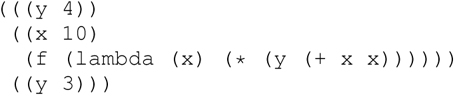 (((y 4))
 ((x 10)
  (f (lambda (x) (* (y (+ x x))))))
 ((y 3)))